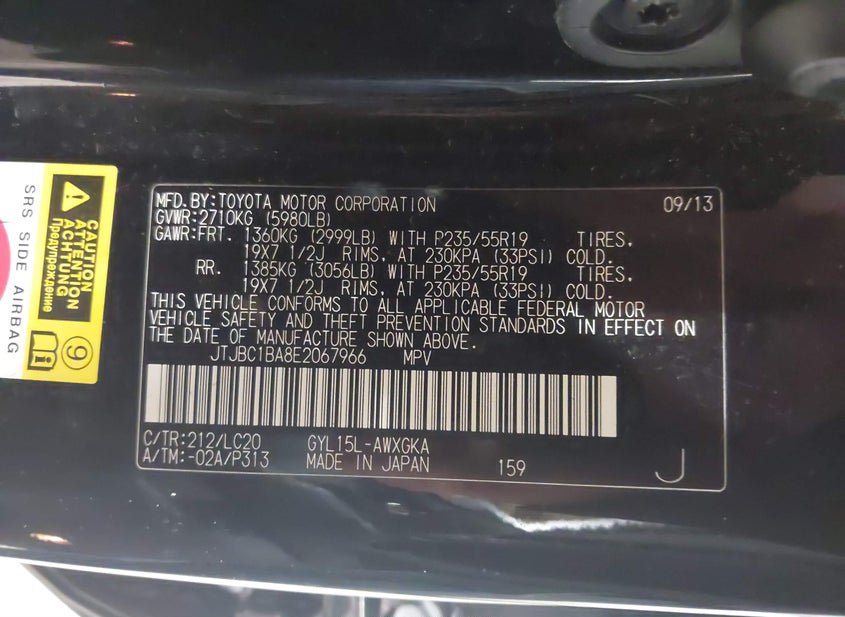 MFD.BY:TOYOTA MOTOR CORPORATION 09/13
GVWR:2710KG (5980LB)
GAWR:FRT. 1360KG (2999LB) WITH P235/55R19 TIRES.
19X7 1/2J RIMS, AT 230KPA (33PSI) COLD.
RR. 1385KG (3056LB) WITH P235/55R19 TIRES.
19X7 1/2J RIMS, AT 230KPA (33PSI) COLD.
THIS VEHICLE CONFORMS TO ALL APPLICABLE FEDERAL MOTOR
VEHICLE SAFETY AND THEFT PREVENTION STANDARDS IN EFFECT ON
THE DATE OF MANUFACTURE SHOWN ABOVE.
JTJBC1BA8E2067966 MPV
C/TR:212/LC20 GYL15L-AWXGKA
A/TM:-02A/P313 MADE IN JAPAN 159 J
CAUTION
ATTENTION
ACHTUNG
Предупреждение
9
SRS SIDE AIRBAG